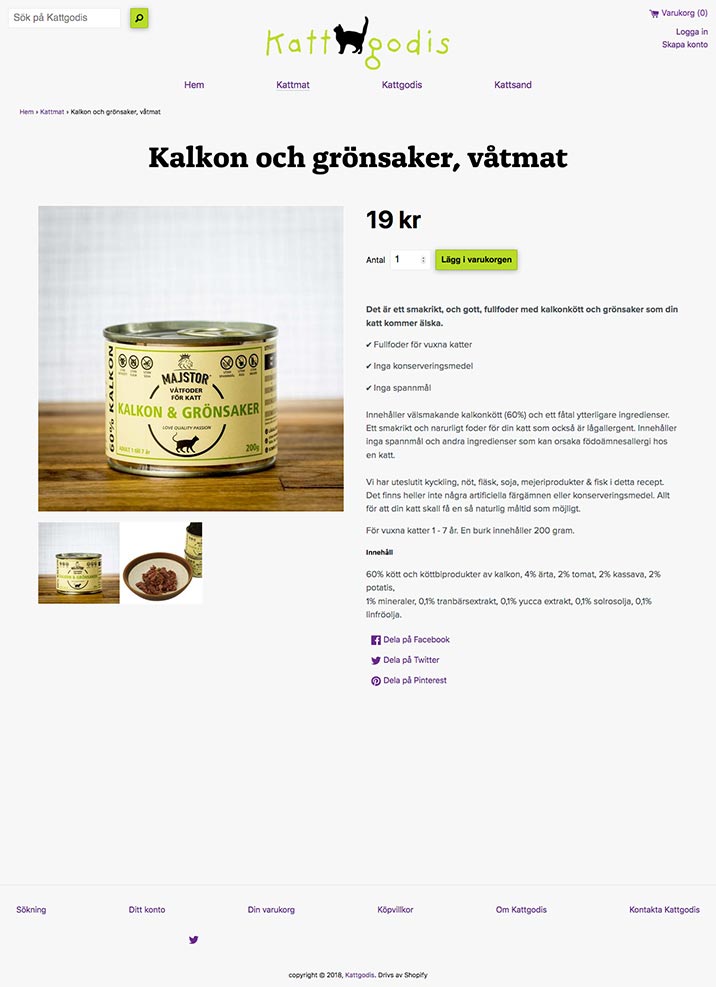 Sök på Kattgodis
Katt godis
Varukorg (0)
Logga in
Skapa konto
Hem
Kattmat
Kattgodis
Kattsand
Hem › Kattmat › Kalkon och grönsaker, våtmat
Kalkon och grönsaker, våtmat
60% KALKON
MAJSTOR
VÅTFODER
FÖR KATT
KALKON & GRÖNSAKER
LOVE QUALITY PASSION
ADULT 1 till 7 år
200g
19 kr
Antal 1 Lägg i varukorgen
Det är ett smakrikt, och gott, fullfoder med kalkonkött och grönsaker som din
katt kommer älska.
✔ Fullfoder för vuxna katter
✔ Inga konserveringsmedel
✔ Inga spannmål
Innehåller välsmakande kalkonkött (60%) och ett fåtal ytterligare ingredienser.
Ett smakrikt och narurligt foder för din katt som också är lågallergent. Innehåller
inga spannmål och andra ingredienser som kan orsaka födoämnesallergi hos
en katt.
Vi har uteslutit kyckling, nöt, fläsk, soja, mejeriprodukter & fisk i detta recept.
Det finns heller inte några artificiella färgämnen eller konserveringsmedel. Allt
för att din katt skall få en så naturlig måltid som möjligt.
För vuxna katter 1 - 7 år. En burk innehåller 200 gram.
Innehåll
60% kött och köttbiprodukter av kalkon, 4% ärta, 2% tomat, 2% kassava, 2%
potatis,
1% mineraler, 0,1% tranbärsextrakt, 0,1% yucca extrakt, 0,1% solrosolja, 0,1%
linfröolja.
Dela på Facebook
Dela på Twitter
Dela på Pinterest
Sökning
Ditt konto
Din varukorg
Köpvillkor
Om Kattgodis
Kontakta Kattgodis
copyright © 2018, Kattgodis. Drivs av Shopify